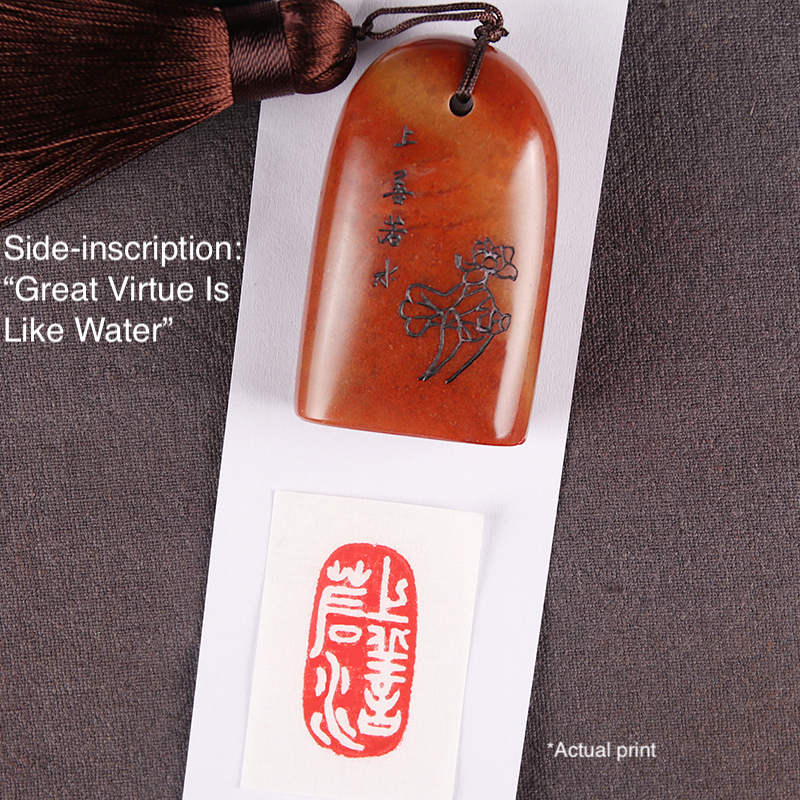 上善若水
Side-inscription:
“Great Virtue Is
Like Water”
上善
若水
*Actual print